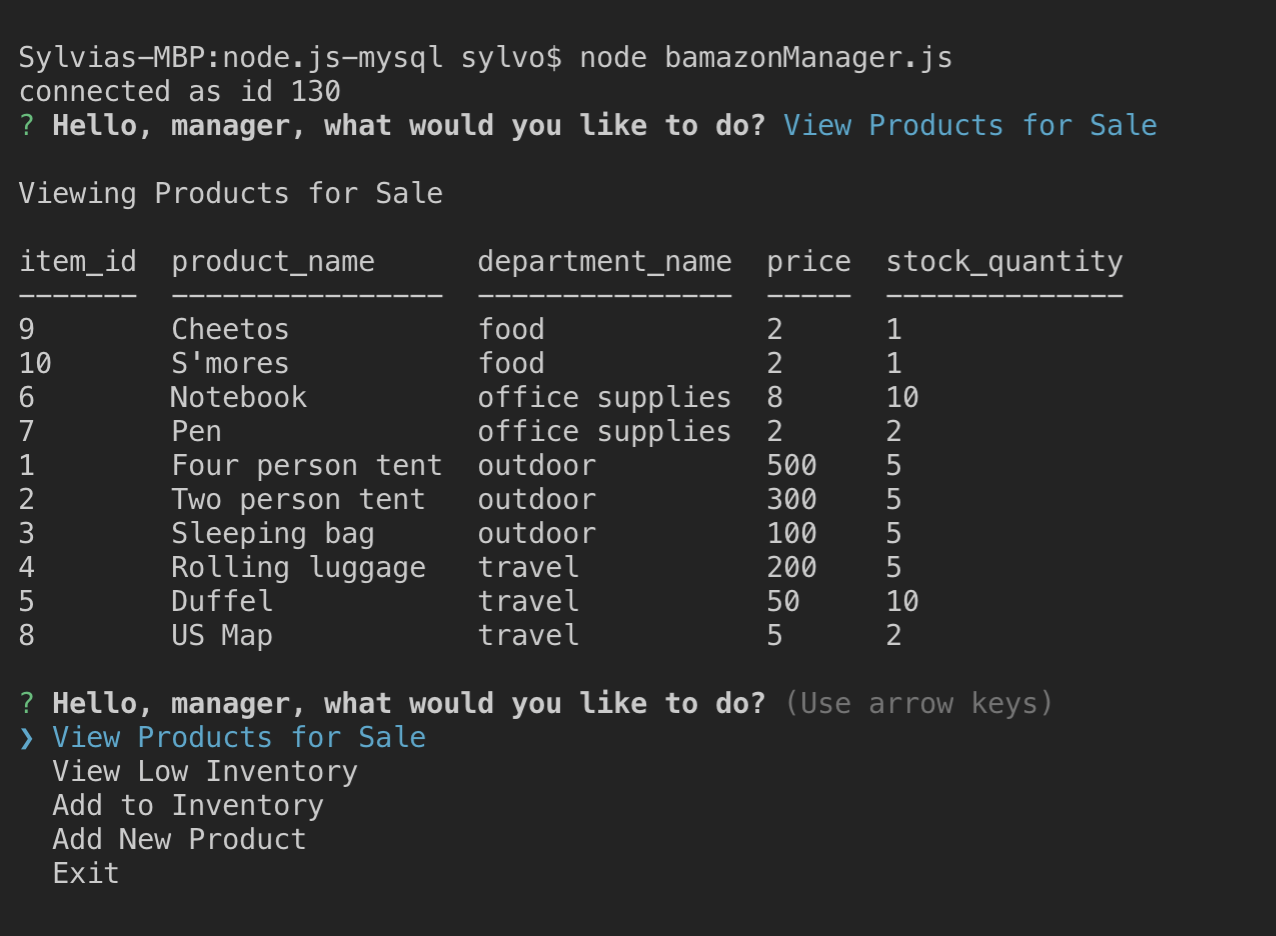 Sylvias-MBP:node.js-mysql sylvo$ node bamazonManager.js
connected as id 130
? Hello, manager, what would you like to do? View Products for Sale
Viewing Products for Sale
item_id  product_name      department_name  price  stock_quantity
-------  ----------------  ---------------  -----  --------------
9        Cheetos           food             2      1
10       S'mores           food             2      1
6        Notebook          office supplies  8      10
7        Pen               office supplies  2      2
1        Four person tent  outdoor          500    5
2        Two person tent   outdoor          300    5
3        Sleeping bag      outdoor          100    5
4        Rolling luggage   travel           200    5
5        Duffel            travel           50     10
8        US Map            travel           5      2
? Hello, manager, what would you like to do? (Use arrow keys)
❯ View Products for Sale
  View Low Inventory
  Add to Inventory
  Add New Product
  Exit